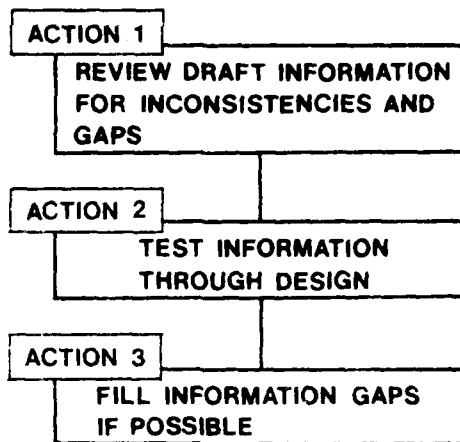 ACTION 1
REVIEW DRAFT INFORMATION
FOR INCONSISTENCIES AND
GAPS
ACTION 2
TEST INFORMATION
THROUGH DESIGN
ACTION 3
FILL INFORMATION GAPS
IF POSSIBLE